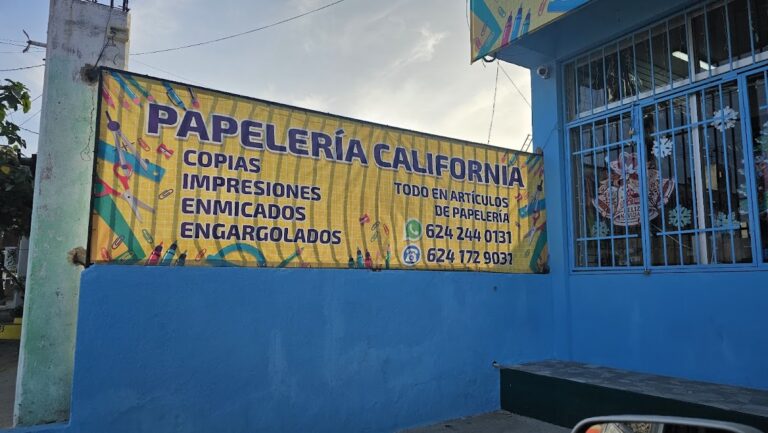 PAPELERÍA CALIFORNIA
COPIAS
IMPRESIONES
ENMICADOS
ENGARGOLADOS
TODO EN ARTÍCULOS
DE PAPELERÍA
624 244 0131
624 172 9031